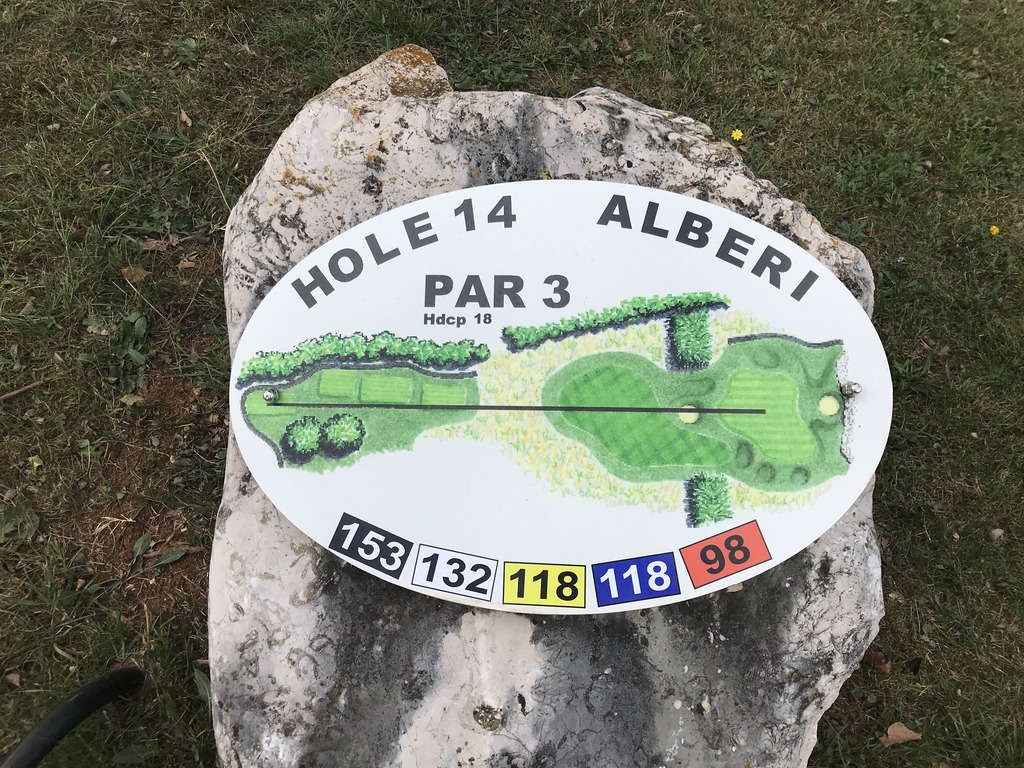 HOLE 14 ALBERI
PAR 3
Hdcp 18
153 132 118 118 98